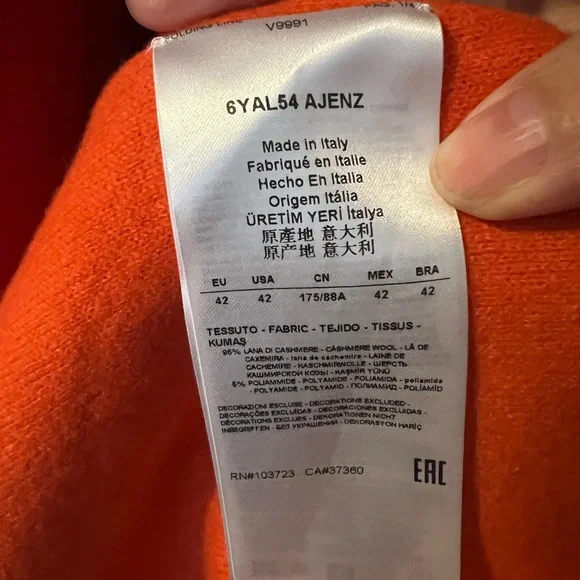 FOLDING LINE V9991 PAG. 1/
6YAL54 AJENZ
Made in Italy
Fabriqué en Italie
Hecho En Italia
Origem Itália
ÜRETİM YERİ İtalya
原產地 意大利
原产地 意大利
EU USA CN MEX BRA
42 42 175/88A 42 42
TESSUTO - FABRIC - TEJIDO - TISSUS -
KUMAŞ
95% LANA DI CASHMERE - CASHMERE WOOL - LÃ DE
CAXEMIRA - lana de cachemira - LAINE DE
CACHEMIRE - KASCHMIRWOLLE - ШЕРСТЬ
КАШМИРСКОЙ КОЗЫ - KAŞMİR YÜNÜ
5% POLIAMMIDE - POLYAMIDE - POLIAMIDA - poliamida
- POLYAMIDE - POLYAMID - ПОЛИАМИД - POLİAMİD
DECORAZIONI ESCLUSE - DECORATIONS EXCLUDED -
DECORAÇÕES EXCLUÍDAS - DECORACIONES EXCLUIDAS -
DÉCORATIONS EXCLUES - DEKORATIONEN NICHT
INBEGRIFFEN - БЕЗ УКРАШЕНИЙ - DEKORASYON HARİÇ
RN#103723 CA#37360 EAC